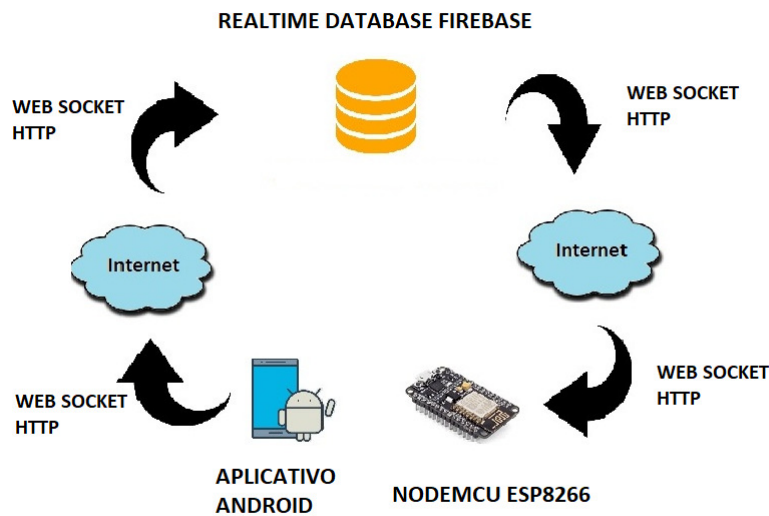 REALTIME DATABASE FIREBASE
WEB SOCKET
HTTP
WEB SOCKET
HTTP
Internet
Internet
WEB SOCKET
HTTP
WEB SOCKET
HTTP
APLICATIVO
ANDROID
NODEMCU ESP8266